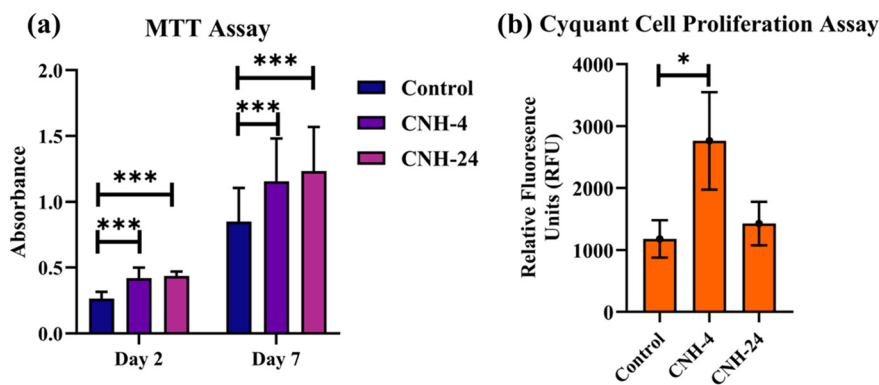 (a) MTT Assay
2.0
1.5
1.0
0.5
0.0
Absorbance
***
***
***
***
Day 2
Day 7
Control
CNH-4
CNH-24
(b) Cyquant Cell Proliferation Assay
4000
3000
2000
1000
0
Relative Fluoresence
Units (RFU)
*
Control
CNH-4
CNH-24